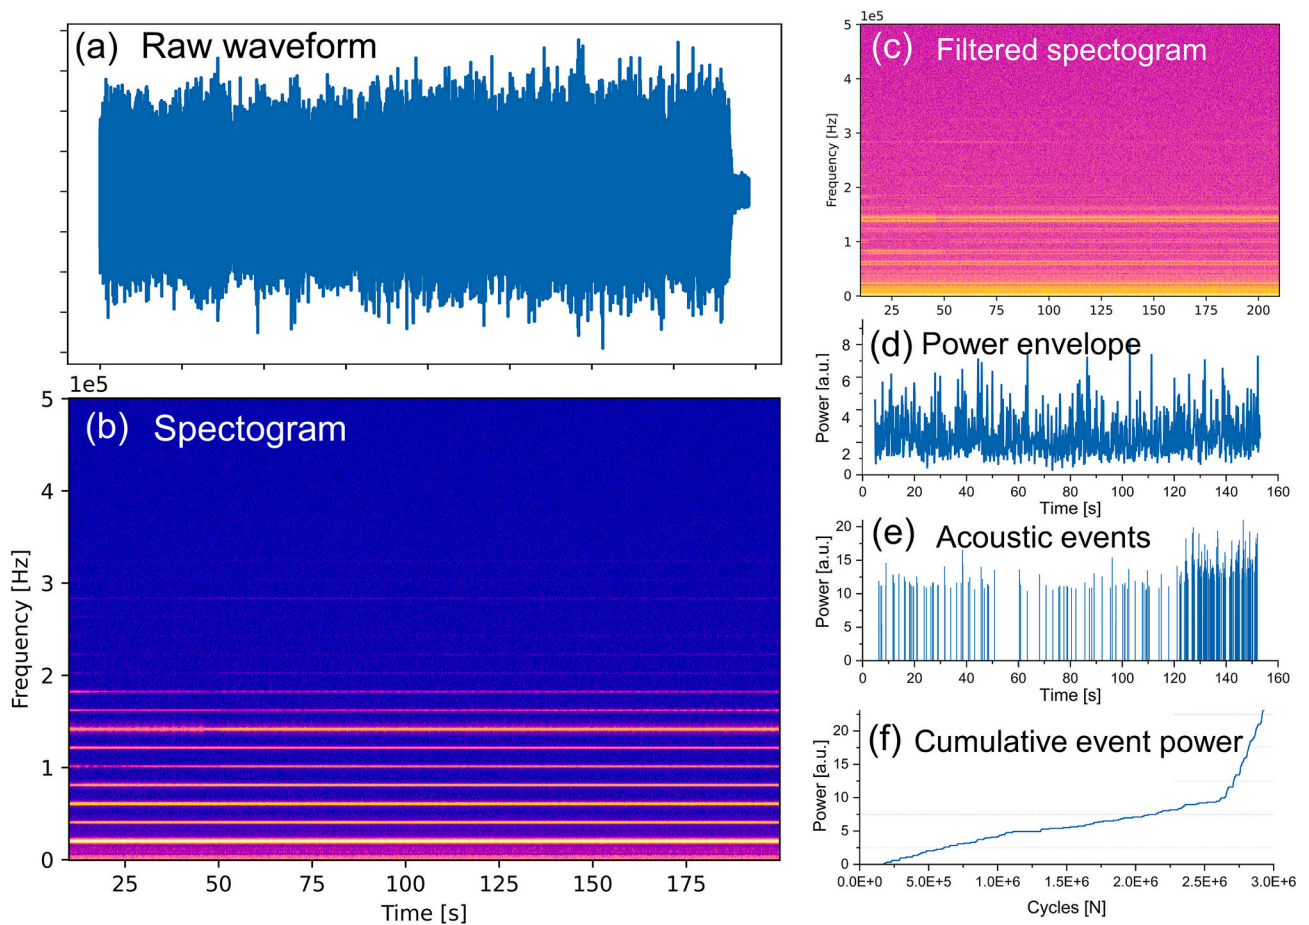 (a) Raw waveform
1e5
(b) Spectogram
5
4
3
2
1
0
Frequency [Hz]
25 50 75 100 125 150 175
Time [s]
1e5
(c) Filtered spectogram
5
4
3
2
1
0
Frequency [Hz]
25 50 75 100 125 150 175 200
(d) Power envelope
8
6
4
2
0
Power [a.u.]
0 20 40 60 80 100 120 140 160
Time [s]
(e) Acoustic events
20
15
10
5
0
Power [a.u.]
0 20 40 60 80 100 120 140 160
Time [s]
(f) Cumulative event power
20
15
10
5
0
Power [a.u.]
0.0E+0 5.0E+5 1.0E+6 1.5E+6 2.0E+6 2.5E+6 3.0E+6
Cycles [N]